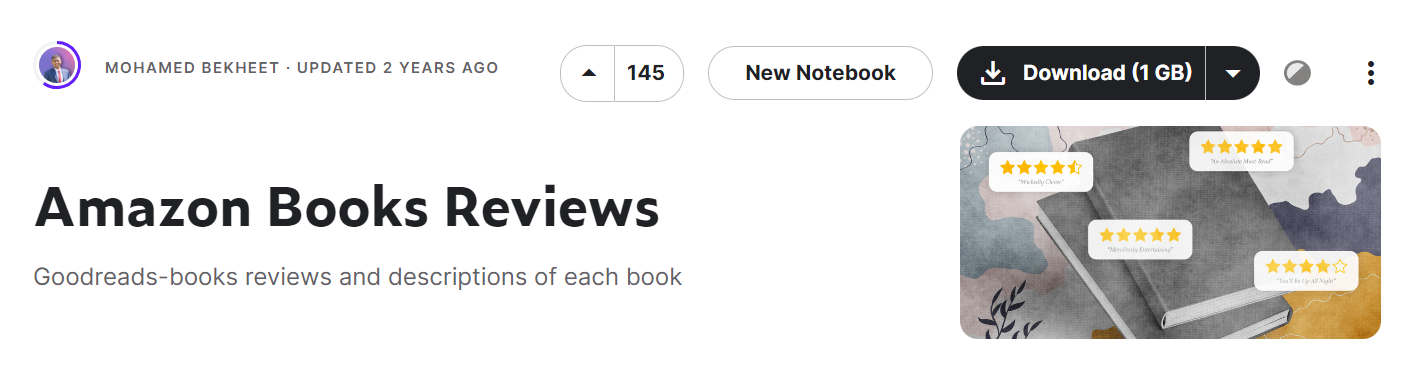 MOHAMED BEKHEET · UPDATED 2 YEARS AGO
145
New Notebook
Download (1 GB)
Amazon Books Reviews
Goodreads-books reviews and descriptions of each book
"Wickedly Clever"
"An Absolute Must-Read"
"Mercilessly Entertaining"
"You'll Be Up All Night"